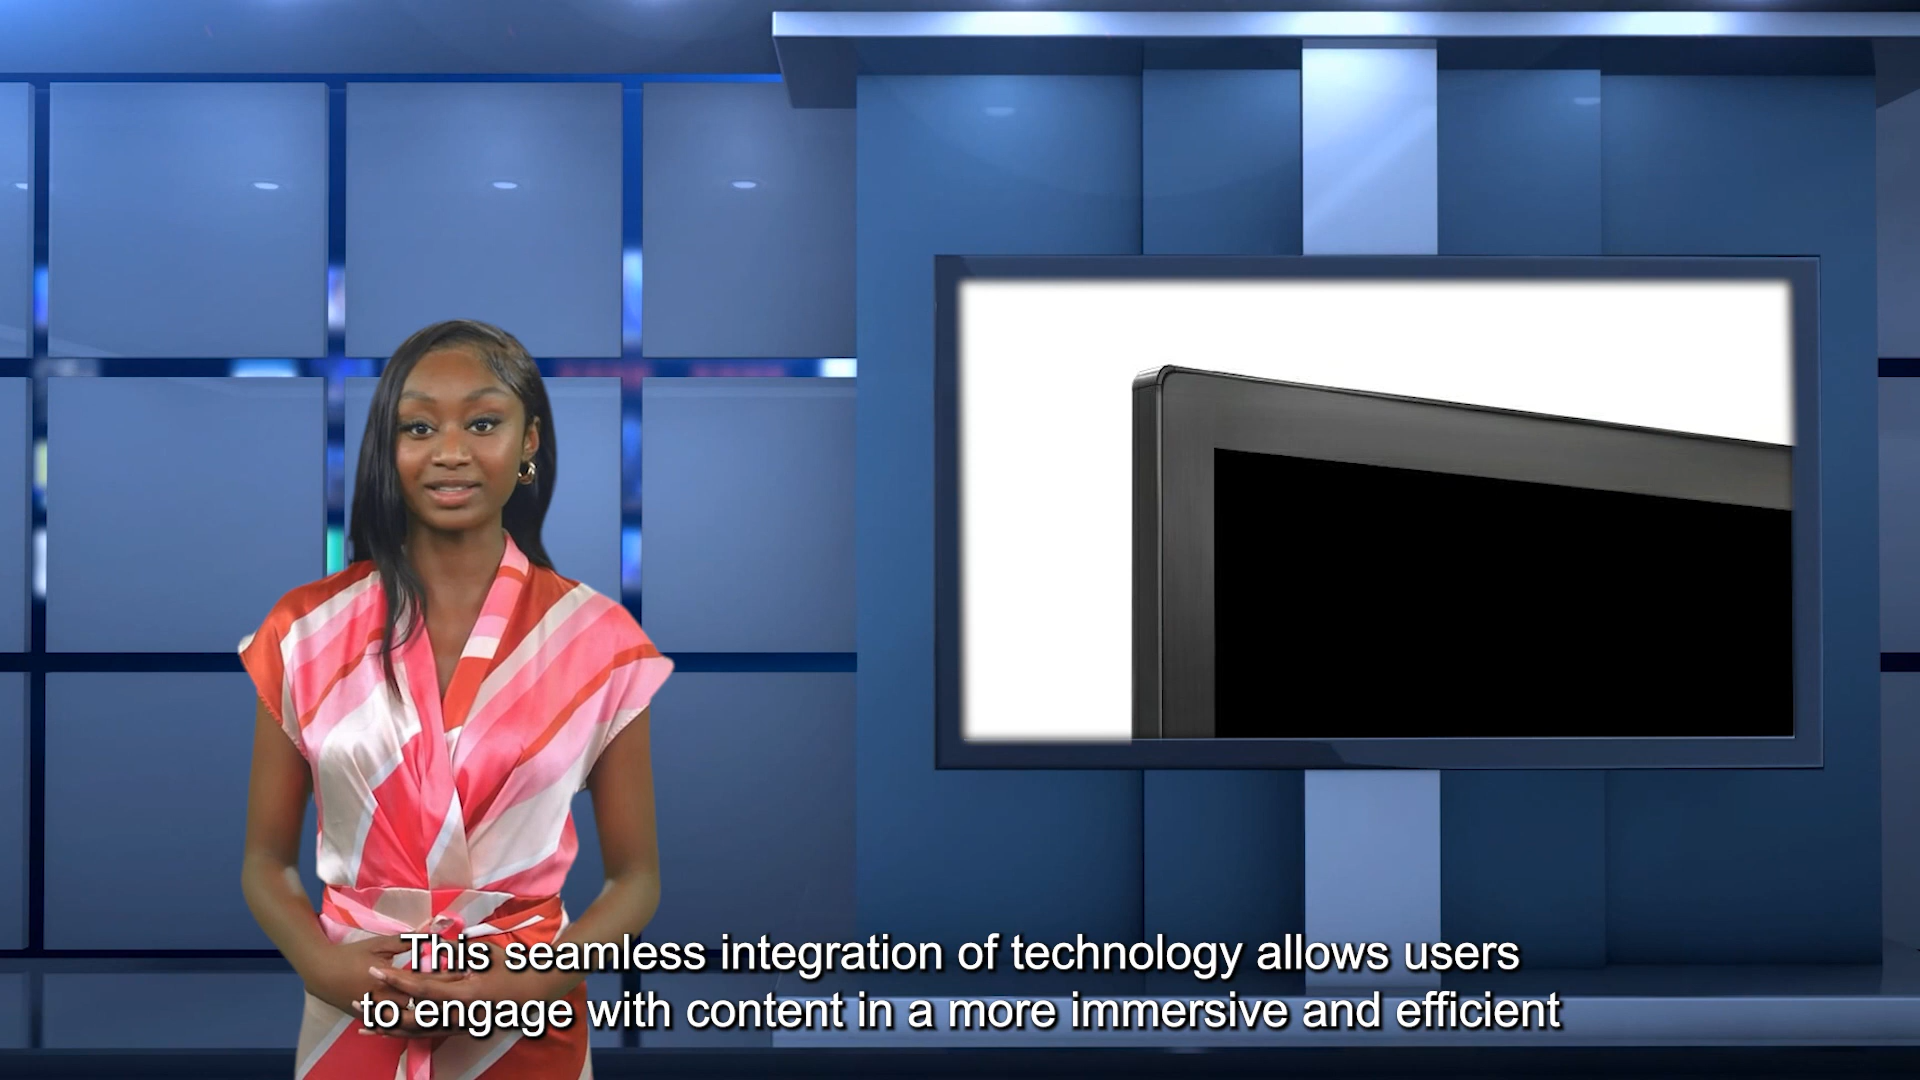 This seamless integration of technology allows users
to engage with content in a more immersive and efficient